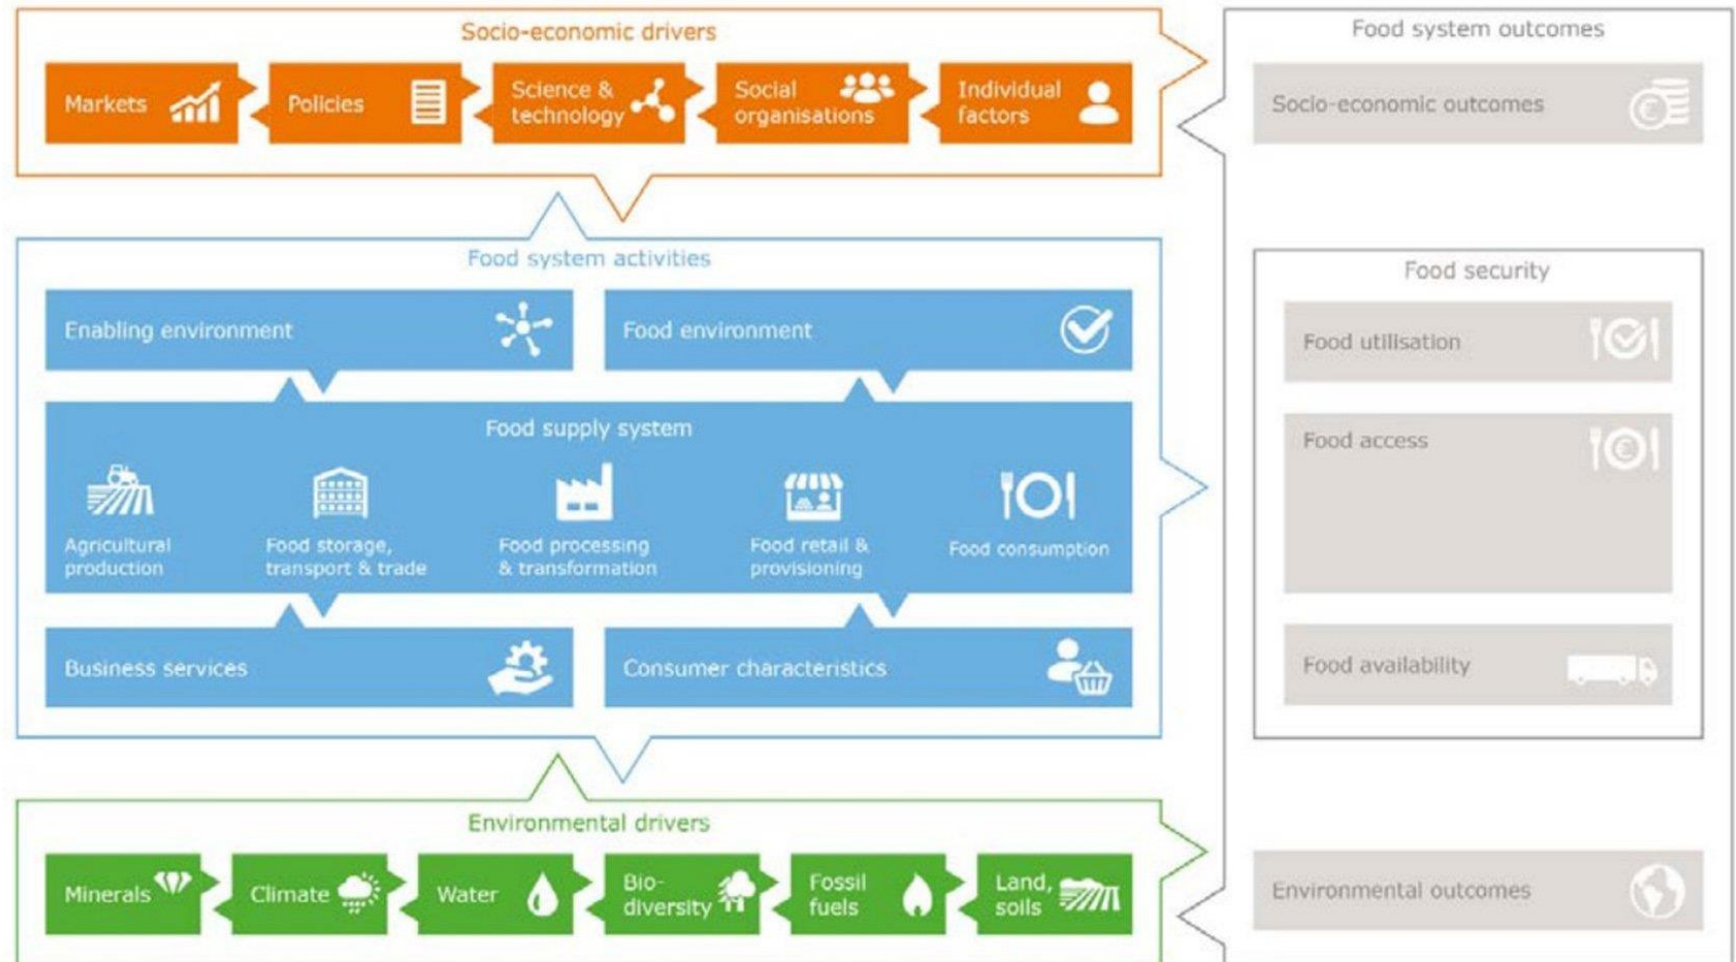 Socio-economic drivers
Markets
Policies
Science &
technology
Social
organisations
Individual
factors
Food system activities
Enabling environment
Food environment
Food supply system
Agricultural
production
Food storage,
transport & trade
Food processing
& transformation
Food retail &
provisioning
Food consumption
Business services
Consumer characteristics
Environmental drivers
Minerals
Climate
Water
Bio-
diversity
Fossil
fuels
Land,
soils
Food system outcomes
Socio-economic outcomes
€
Food security
Food utilisation
Food access
€
Food availability
Environmental outcomes